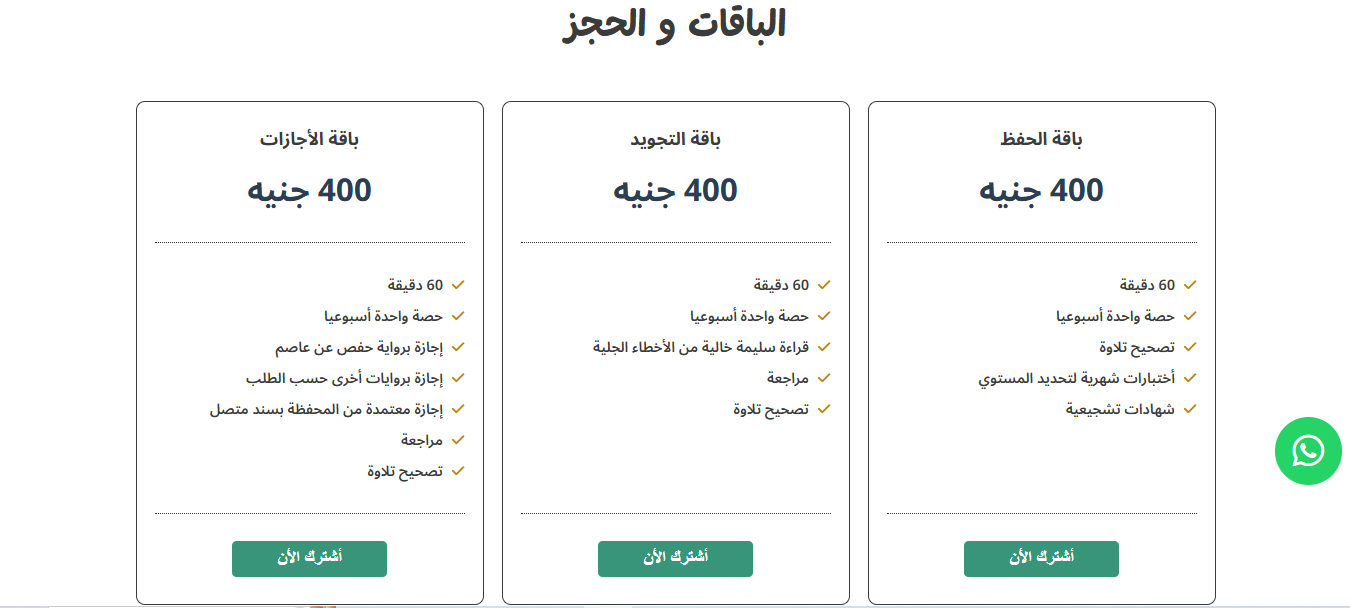 الباقات و الحجز
باقة الحفظ
400 جنيه
60 دقيقة
حصة واحدة أسبوعيا
تصحيح تلاوة
أختبارات شهرية لتحديد المستوي
شهادات تشجيعية
أشترك الأن
باقة التجويد
400 جنيه
60 دقيقة
حصة واحدة أسبوعيا
قراءة سليمة خالية من الأخطاء الجلية
مراجعة
تصحيح تلاوة
أشترك الأن
باقة الأجازات
400 جنيه
60 دقيقة
حصة واحدة أسبوعيا
إجازة برواية حفص عن عاصم
إجازة بروايات أخرى حسب الطلب
إجازة معتمدة من المحفظة بسند متصل
مراجعة
تصحيح تلاوة
أشترك الأن